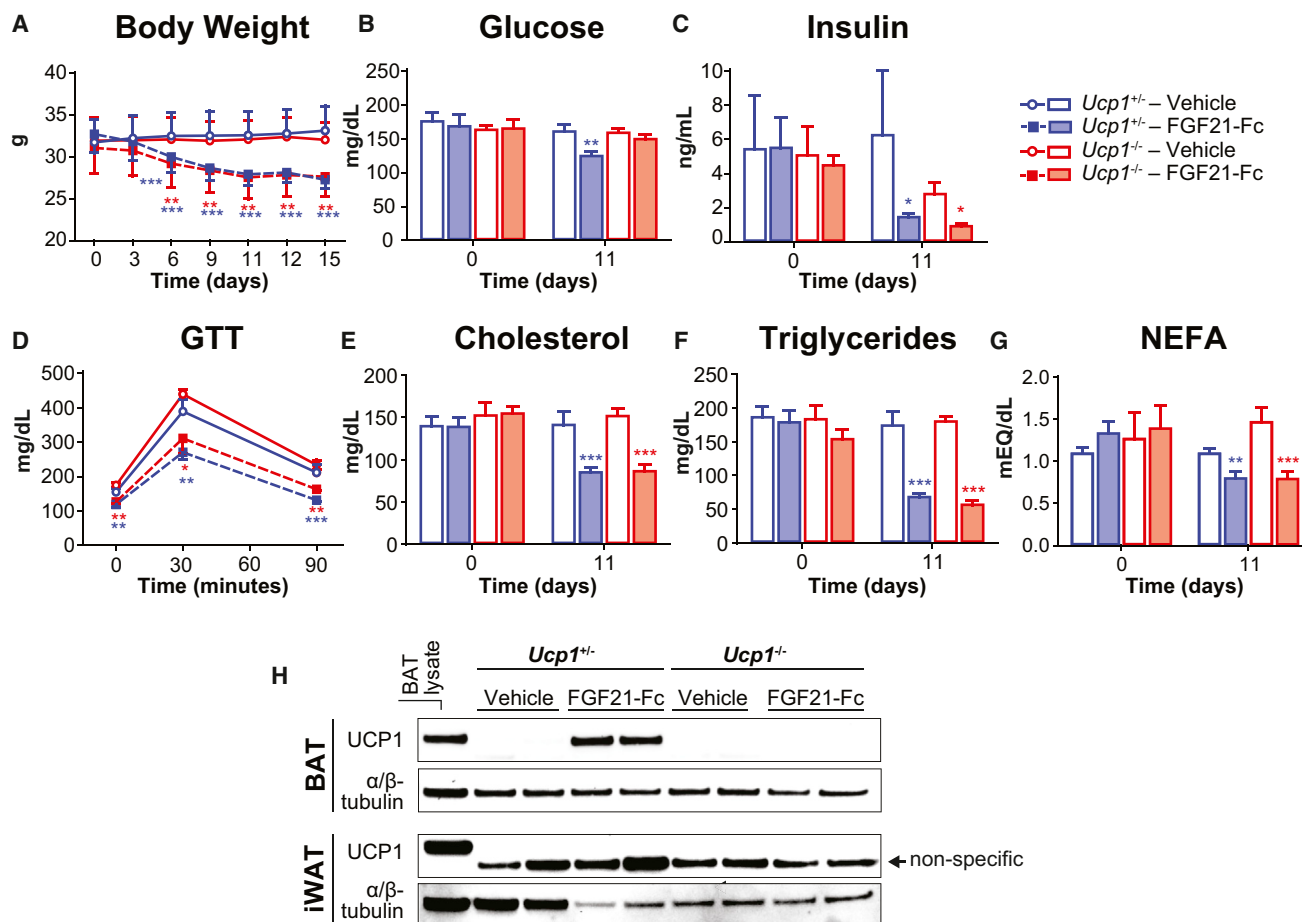 A Body Weight
g
40
35
30
25
20
*** ** *** ** *** ** *** ** *** ** ***
0 3 6 9 11 12 15
Time (days)
B Glucose
mg/dL
250
200
150
100
50
0
**
0 11
Time (days)
C Insulin
ng/mL
10
8
6
4
2
0
* *
0 11
Time (days)
Ucp1+/- – Vehicle
Ucp1+/- – FGF21-Fc
Ucp1-/- – Vehicle
Ucp1-/- – FGF21-Fc
D GTT
mg/dL
500
400
300
200
100
0
** ** * ** ** ***
0 30 60 90
Time (minutes)
E Cholesterol
mg/dL
200
150
100
50
0
*** ***
0 11
Time (days)
F Triglycerides
mg/dL
250
200
150
100
50
0
*** ***
0 11
Time (days)
G NEFA
mEQ/dL
2.0
1.5
1.0
0.5
0.0
** ***
0 11
Time (days)
H
BAT lysate
Ucp1+/- Ucp1-/-
Vehicle FGF21-Fc Vehicle FGF21-Fc
BAT
UCP1
α/β-
tubulin
iWAT
UCP1
non-specific
α/β-
tubulin